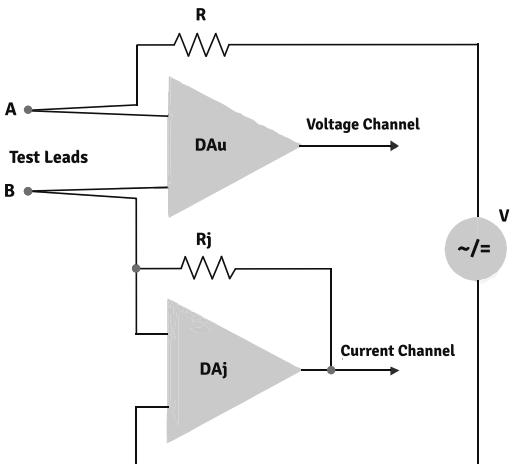 R
A
DAu
Voltage Channel
Test Leads
B
V
~/=
Rj
Current Channel
DAj